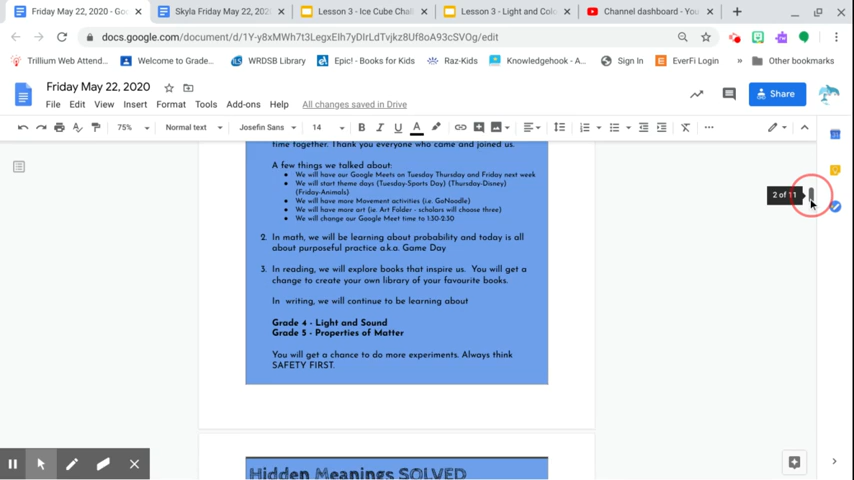 Friday May 22, 2020 - Goo
Skyla Friday May 22, 202
Lesson 3 - Ice Cube Chall
Lesson 3 - Light and Colo
Channel dashboard - You
docs.google.com/document/d/1Y-y8xMWh7t3LegxElh7yDIrLdTvjkz8Uf8oA93cSVOg/edit
Trillium Web Attend...
Welcome to Grade...
WRDSB Library
Epic! - Books for Kids
Raz-Kids
Knowledgehook - A...
Sign In
EverFi Login
»
Other bookmarks
Friday May 22, 2020
File Edit View Insert Format Tools Add-ons Help All changes saved in Drive
Share
75% Normal text Josefin Sans 14 B I U A
time together. Thank you everyone who came and joined us.
A few things we talked about:
● We will have our Google Meets on Tuesday Thursday and Friday next week
● We will start theme days (Tuesday-Sports Day) (Thursday-Disney)
(Friday-Animals)
● We will have more Movement activities (i.e. GoNoodle)
● We will have more art (ie. Art Folder - scholars will choose three)
● We will change our Google Meet time to 1:30-2:30
2. In math, we will be learning about probability and today is all
about purposeful practice a.k.a. Game Day
3. In reading, we will explore books that inspire us. You will get a
change to create your own library of your favourite books.
In writing, we will continue to be learning about
Grade 4 - Light and Sound
Grade 5 - Properties of Matter
You will get a chance to do more experiments. Always think
SAFETY FIRST.
2 of 11
Hidden Meanings SOLVED